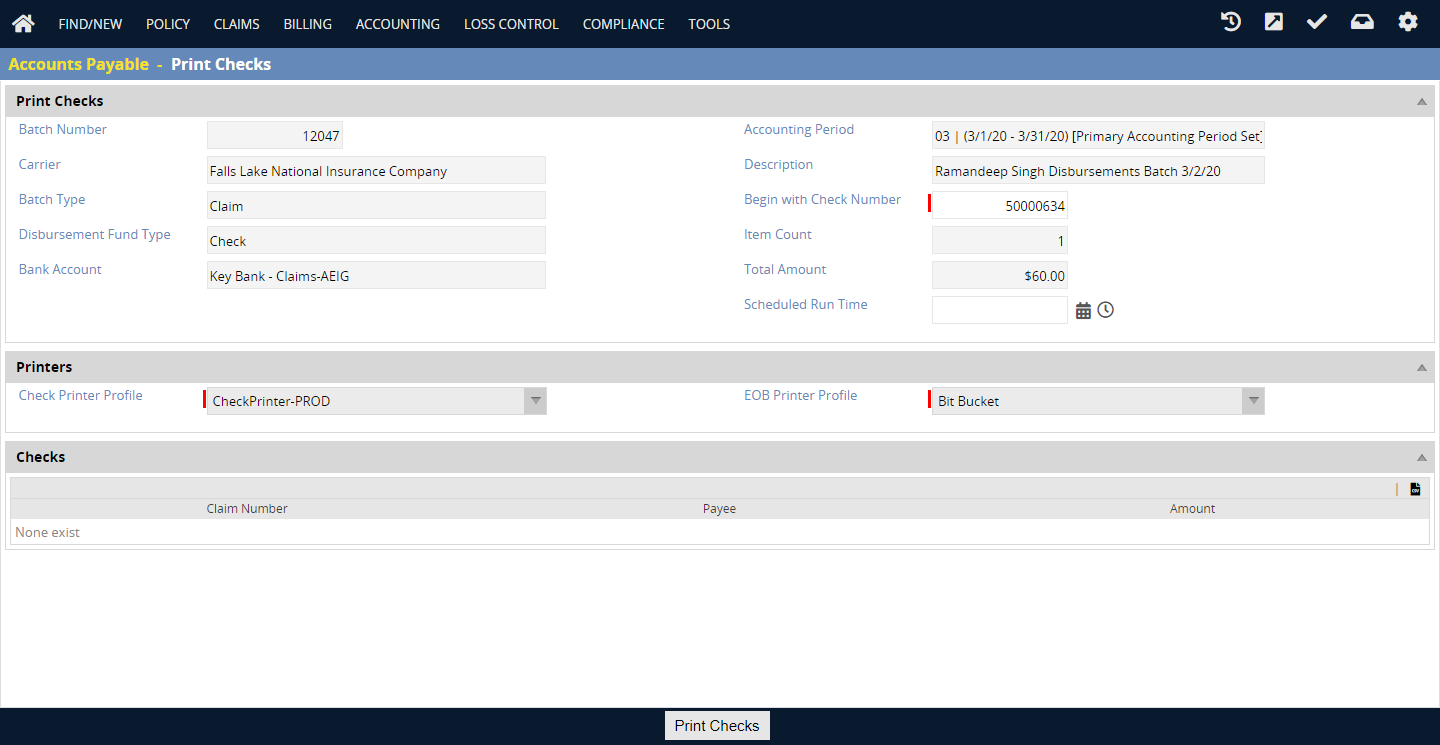 FIND/NEW POLICY CLAIMS BILLING ACCOUNTING LOSS CONTROL COMPLIANCE TOOLS
Accounts Payable - Print Checks
Print Checks
Batch Number 12047 Accounting Period 03 | (3/1/20 - 3/31/20) [Primary Accounting Period Set]
Carrier Falls Lake National Insurance Company Description Ramandeep Singh Disbursements Batch 3/2/20
Batch Type Claim Begin with Check Number 50000634
Disbursement Fund Type Check Item Count 1
Bank Account Key Bank - Claims-AEIG Total Amount $60.00
Scheduled Run Time
Printers
Check Printer Profile CheckPrinter-PROD EOB Printer Profile Bit Bucket
Checks
Claim Number Payee Amount
None exist
Print Checks